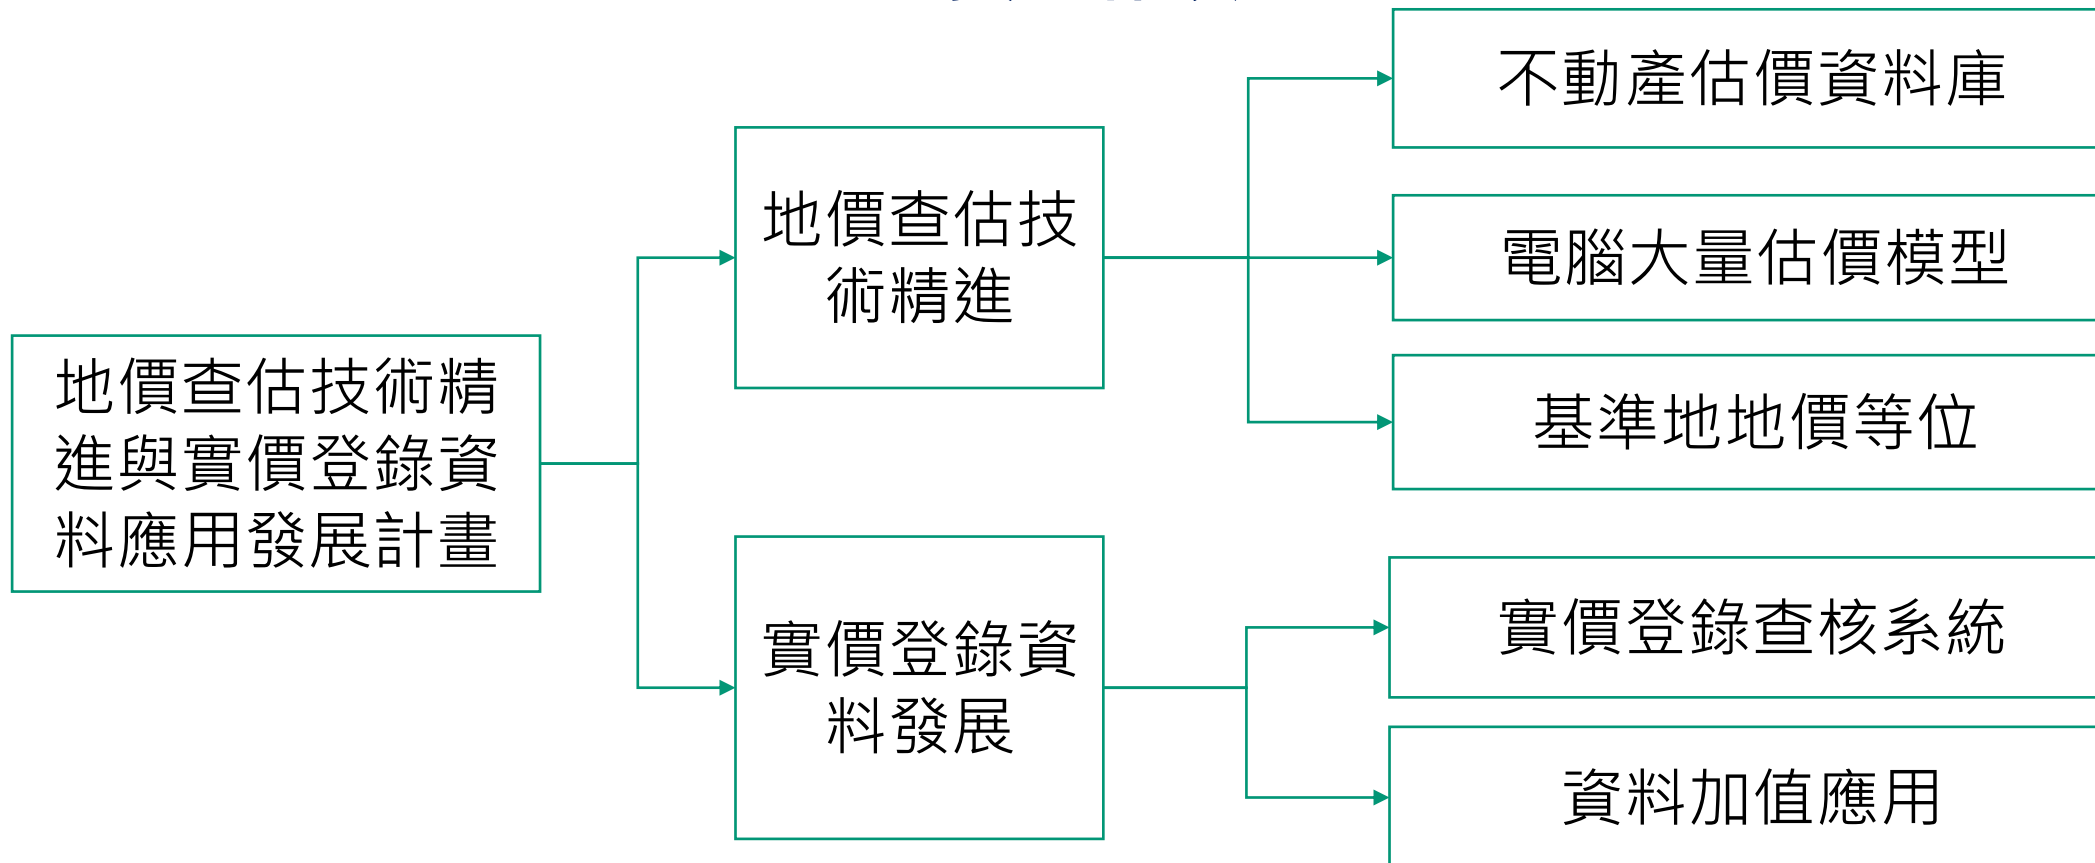 地價查估技術精
進與實價登錄資
料應用發展計畫
地價查估技
術精進
實價登錄資
料發展
不動產估價資料庫
電腦大量估價模型
基準地地價等位
實價登錄查核系統
資料加值應用